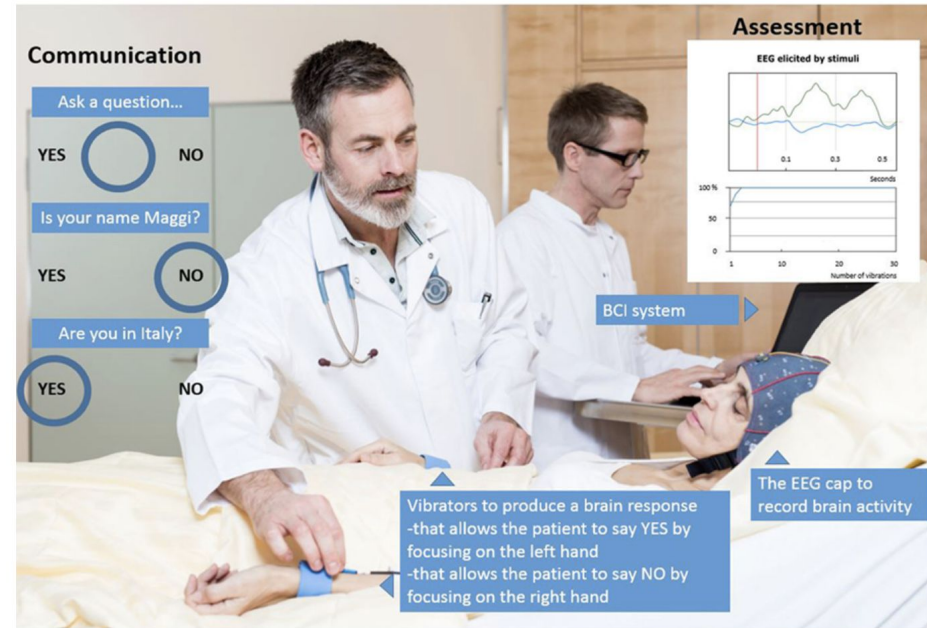 Communication
Ask a question...
YES NO
Is your name Maggi?
YES NO
Are you in Italy?
YES NO
Assessment
EEG elicited by stimuli
0.1 0.3 0.5
Seconds
100 %
50
0
1 10 20 30
Number of vibrations
BCI system
The EEG cap to
record brain activity
Vibrators to produce a brain response
-that allows the patient to say YES by
focusing on the left hand
-that allows the patient to say NO by
focusing on the right hand